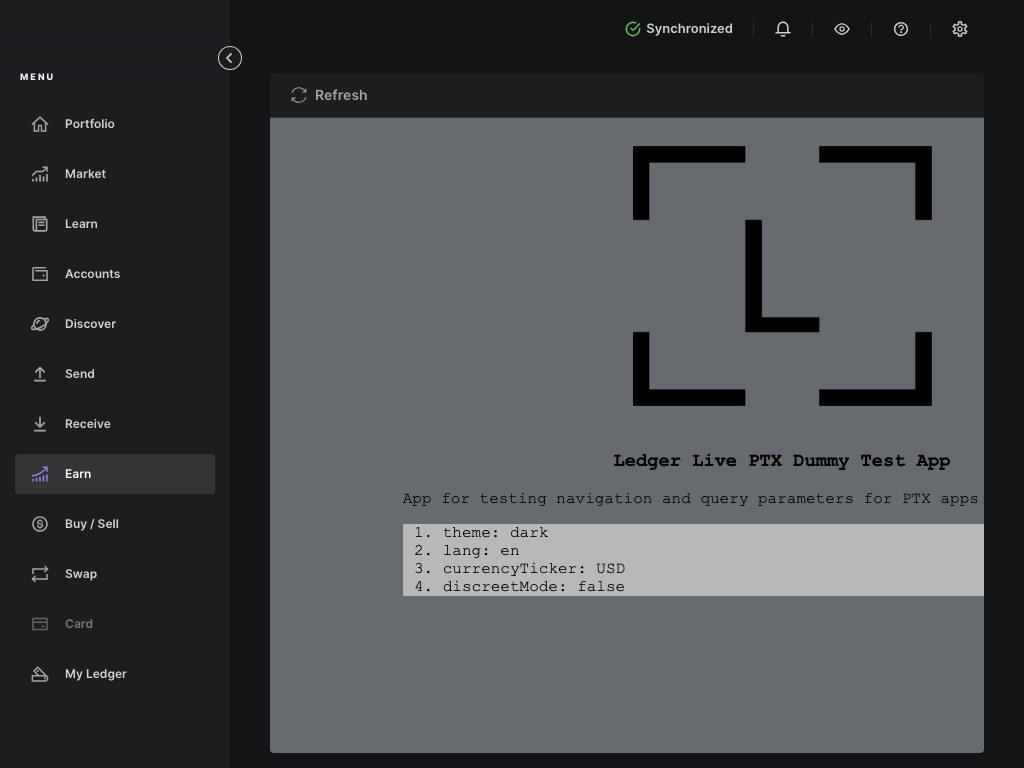 Synchronized
MENU
Portfolio
Market
Learn
Accounts
Discover
Send
Receive
Earn
Buy / Sell
Swap
Card
My Ledger
Refresh
Ledger Live PTX Dummy Test App
App for testing navigation and query parameters for PTX apps
1. theme: dark
2. lang: en
3. currencyTicker: USD
4. discreetMode: false